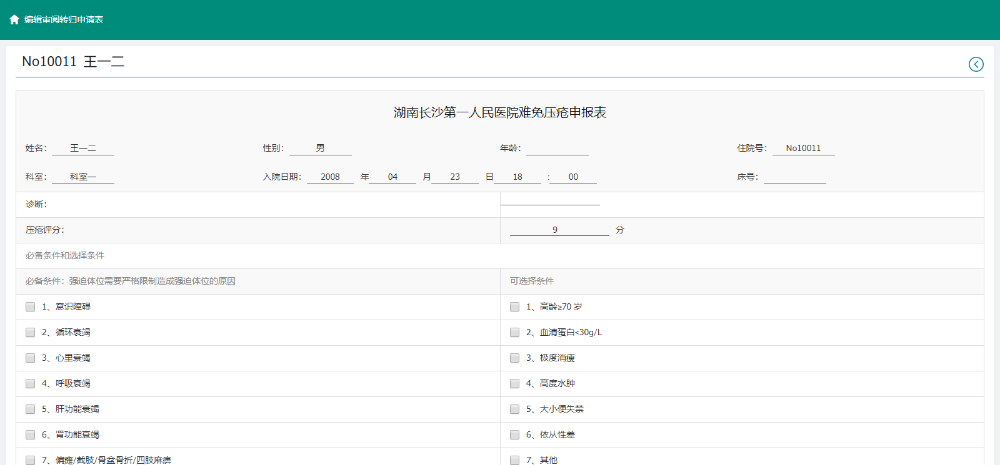 编辑审阅转归申请表
No10011 王一二
湖南长沙第一人民医院难免压疮申报表
姓名： 王一二 性别： 男 年龄： 住院号： No10011
科室： 科室一 入院日期： 2008 年 04 月 23 日 18 : 00 床号：
诊断：
压疮评分： 9 分
必备条件和选择条件
必备条件：强迫体位需要严格限制造成强迫体位的原因 可选择条件
1、意识障碍 1、高龄≥70 岁
2、循环衰竭 2、血清蛋白<30g/L
3、心里衰竭 3、极度消瘦
4、呼吸衰竭 4、高度水肿
5、肝功能衰竭 5、大小便失禁
6、肾功能衰竭 6、依从性差
7、偏瘫/截肢/骨盆骨折/四肢麻痹 7、其他